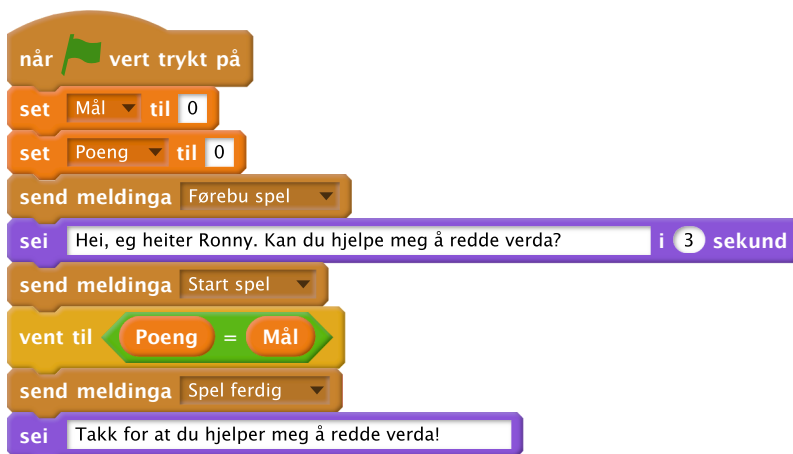 når vert trykt på
set Mål til 0
set Poeng til 0
send meldinga Førebu spel
sei Hei, eg heiter Ronny. Kan du hjelpe meg å redde verda? i 3 sekund
send meldinga Start spel
vent til Poeng = Mål
send meldinga Spel ferdig
sei Takk for at du hjelper meg å redde verda!